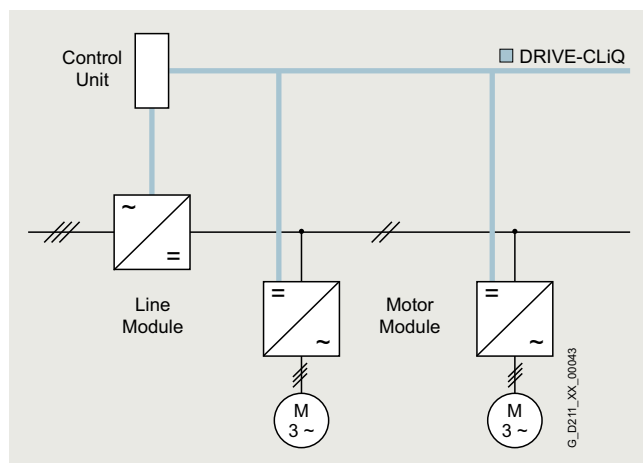 Control
Unit
DRIVE-CLiQ
~
=
Line
Module
=
~
Motor
Module
=
~
M
3 ~
M
3 ~
G_D211_XX_00043